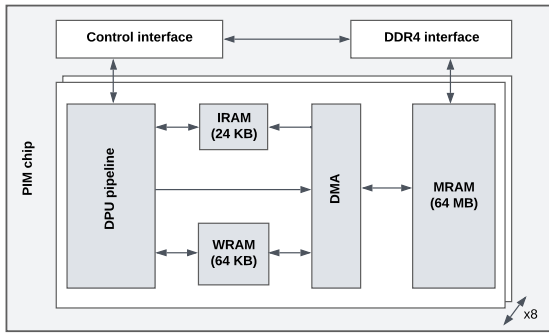 Control interface
DDR4 interface
PIM chip
DPU pipeline
IRAM
(24 KB)
WRAM
(64 KB)
DMA
MRAM
(64 MB)
x8